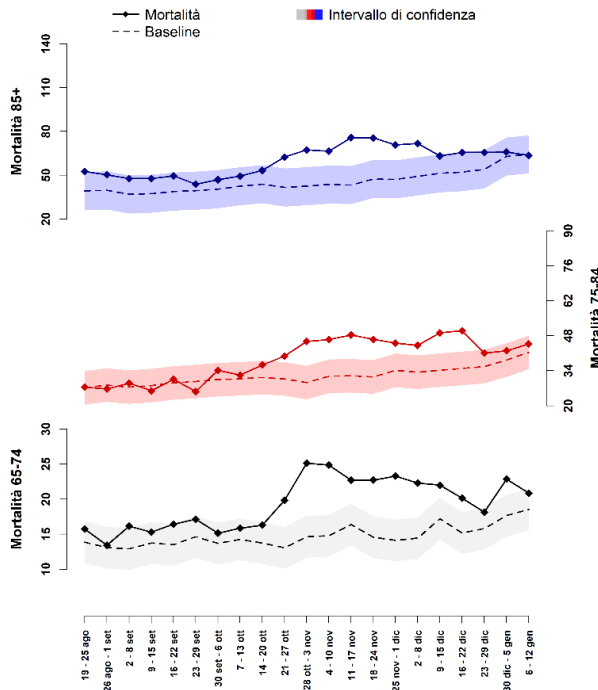 Mortalità
Baseline
Intervallo di confidenza
Mortalità 85+
140
110
80
50
20
Mortalità 75-84
90
76
62
48
34
20
Mortalità 65-74
30
25
20
15
10
19 - 25 ago
26 ago - 1 set
2 - 8 set
9 - 15 set
16 - 22 set
23 - 29 set
30 set - 6 ott
7 - 13 ott
14 - 20 ott
21 - 27 ott
28 ott - 3 nov
4 - 10 nov
11 - 17 nov
18 - 24 nov
25 nov - 1 dic
2 - 8 dic
9 - 15 dic
16 - 22 dic
23 - 29 dic
30 dic - 5 gen
6 - 12 gen